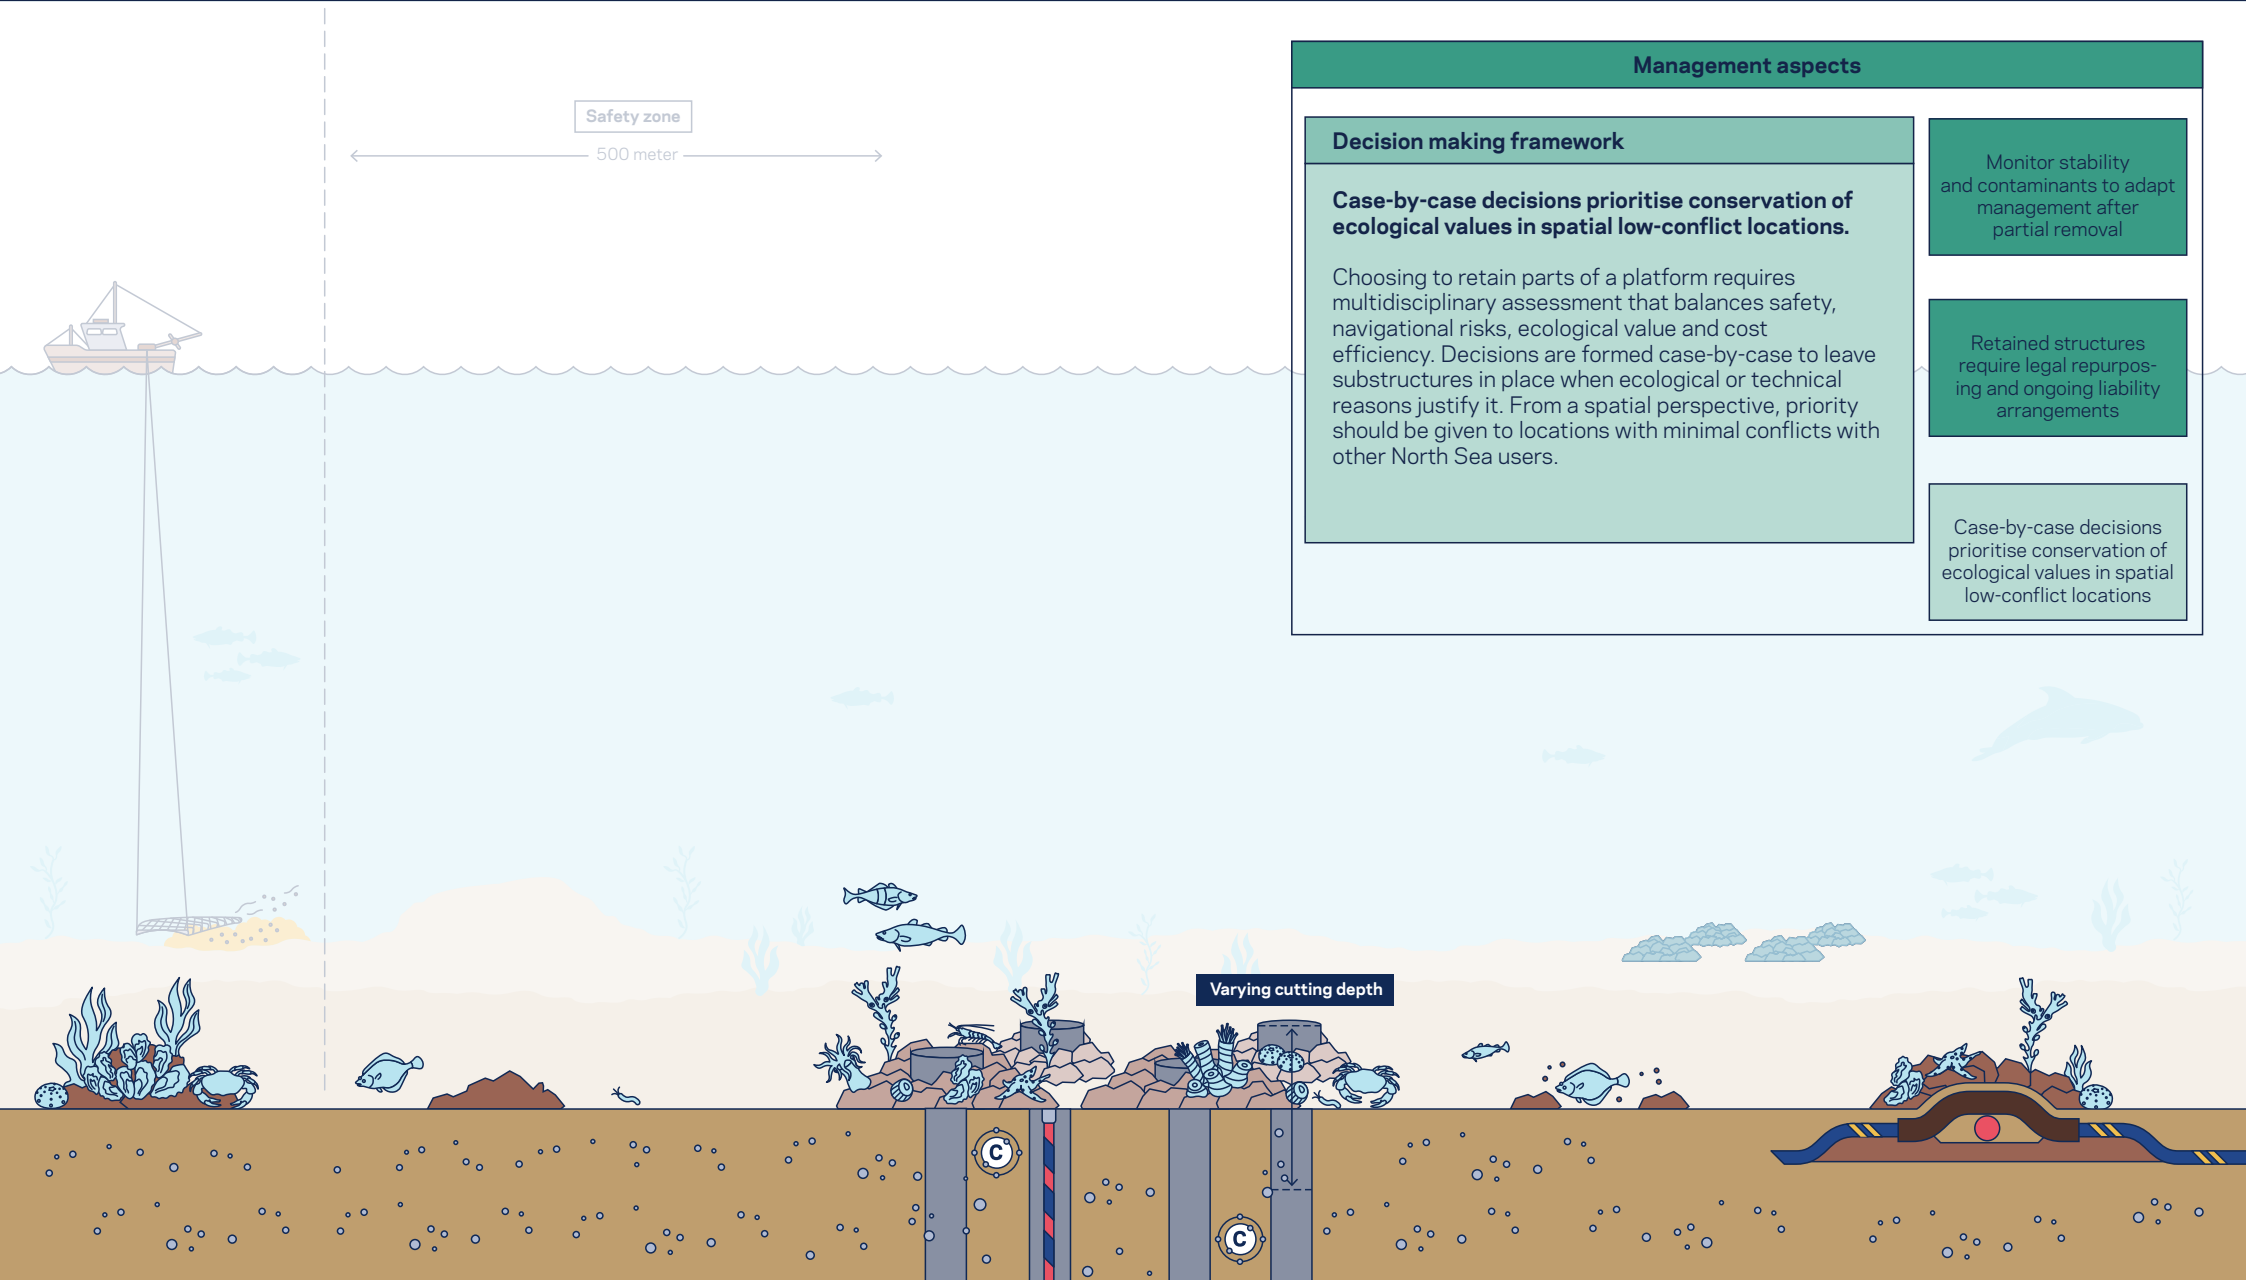 Management aspects
Safety zone
500 meter
Decision making framework
Case-by-case decisions prioritise conservation of
ecological values in spatial low-conflict locations.
Choosing to retain parts of a platform requires
multidisciplinary assessment that balances safety,
navigational risks, ecological value and cost
efficiency. Decisions are formed case-by-case to leave
substructures in place when ecological or technical
reasons justify it. From a spatial perspective, priority
should be given to locations with minimal conflicts with
other North Sea users.
Monitor stability
and contaminants to adapt
management after
partial removal
Retained structures
require legal repurpos-
ing and ongoing liability
arrangements
Case-by-case decisions
prioritise conservation of
ecological values in spatial
low-conflict locations
Varying cutting depth
C
C